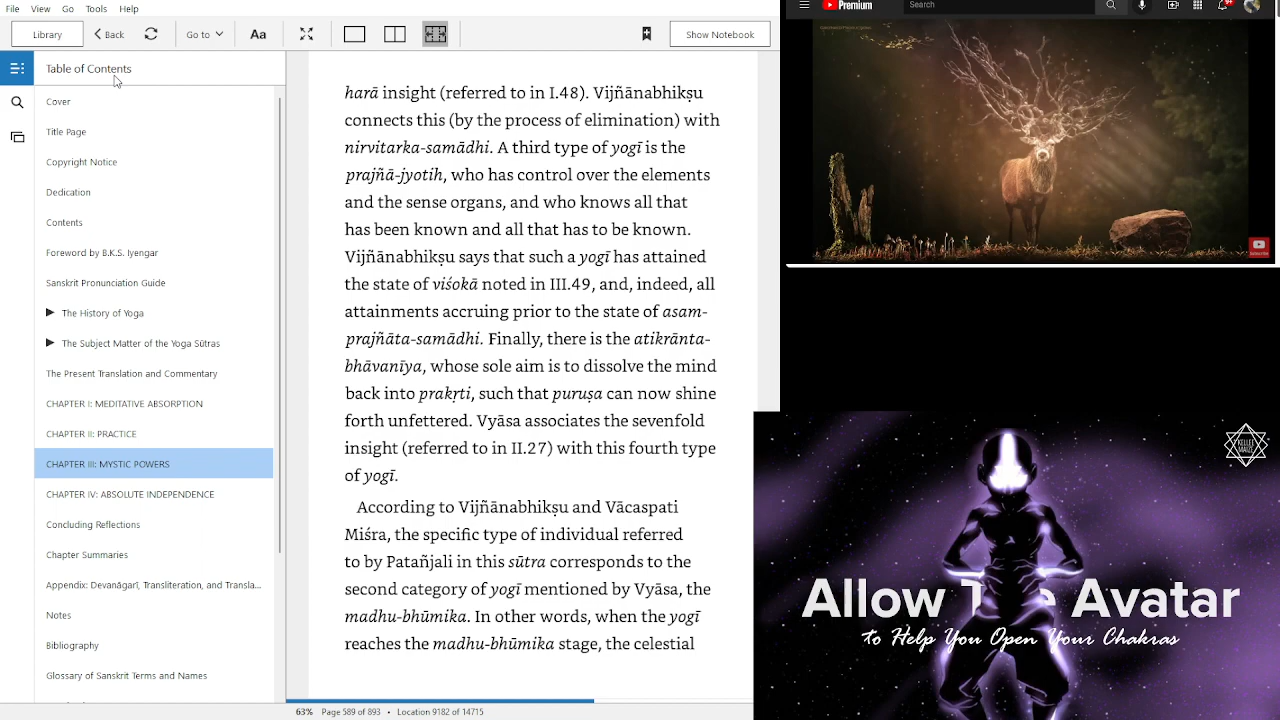 File View Go Tools Help
Library Back Go to Aa Show Notebook
Table of Contents
Cover
Title Page
Copyright Notice
Dedication
Contents
Foreword by B.K.S. Iyengar
Sanskrit Pronunciation Guide
The History of Yoga
The Subject Matter of the Yoga Sūtras
The Present Translation and Commentary
CHAPTER I: MEDITATIVE ABSORPTION
CHAPTER II: PRACTICE
CHAPTER III: MYSTIC POWERS
CHAPTER IV: ABSOLUTE INDEPENDENCE
Concluding Reflections
Chapter Summaries
Appendix: Devanāgarī, Transliteration, and Transla...
Notes
Bibliography
Glossary of Sanskrit Terms and Names
harā insight (referred to in I.48). Vijñānabhikṣu
connects this (by the process of elimination) with
nirvitarka-samādhi. A third type of yogī is the
prajñā-jyotih, who has control over the elements
and the sense organs, and who knows all that
has been known and all that has to be known.
Vijñānabhikṣu says that such a yogī has attained
the state of viśokā noted in III.49, and, indeed, all
attainments accruing prior to the state of asam-
prajñāta-samādhi. Finally, there is the atikrānta-
bhāvanīya, whose sole aim is to dissolve the mind
back into prakṛti, such that puruṣa can now shine
forth unfettered. Vyāsa associates the sevenfold
insight (referred to in II.27) with this fourth type
of yogī.
According to Vijñānabhikṣu and Vācaspati
Miśra, the specific type of individual referred
to by Patañjali in this sūtra corresponds to the
second category of yogī mentioned by Vyāsa, the
madhu-bhūmika. In other words, when the yogī
reaches the madhu-bhūmika stage, the celestial
63% Page 589 of 893 • Location 9182 of 14715
Premium Search 9+
Subscribe
Allow The Avatar
to Help You Open Your Chakras